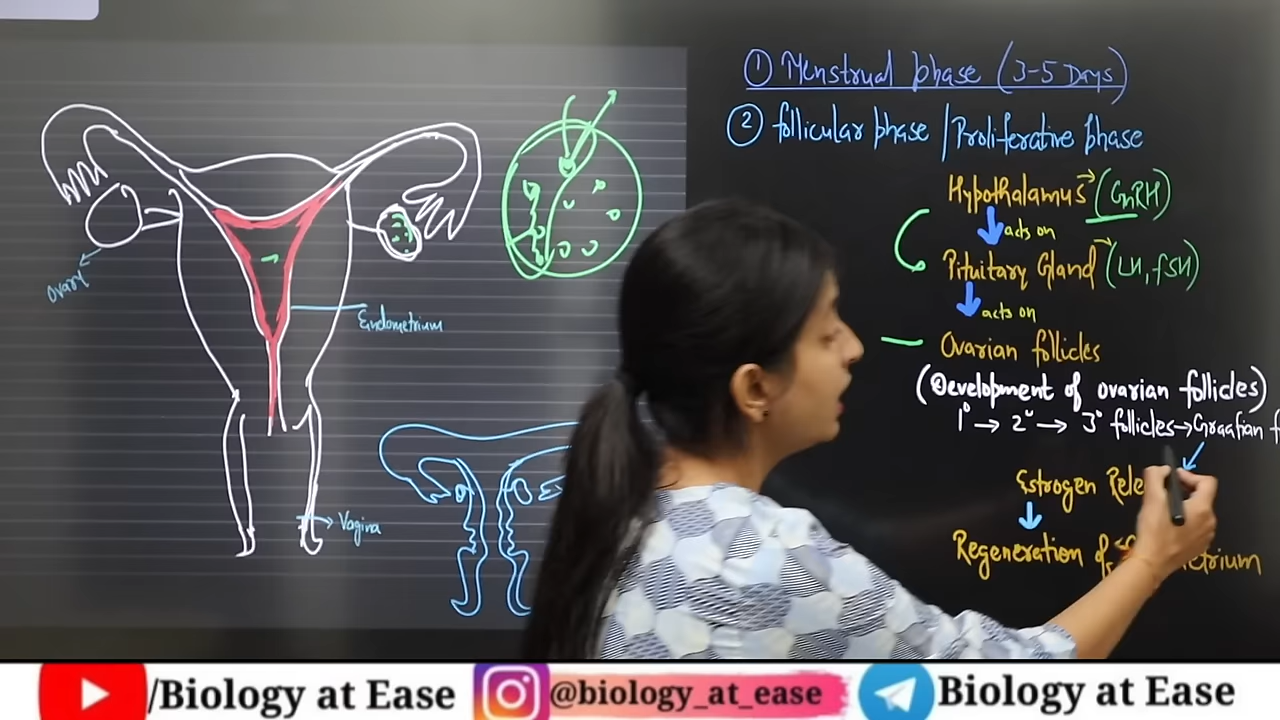 ① Menstrual phase (3-5 Days)
② follicular phase / Proliferative phase
Hypothalamus → (GnRH)
acts on
Pituitary Gland → (LH, FSH)
acts on
Ovarian follicles
(Development of ovarian follicles)
1° → 2° → 3° follicles → Graafian f
Estrogen Rele
Regeneration of
Ovary
Endometrium
Vagina
/Biology at Ease
@biology_at_ease
Biology at Ease